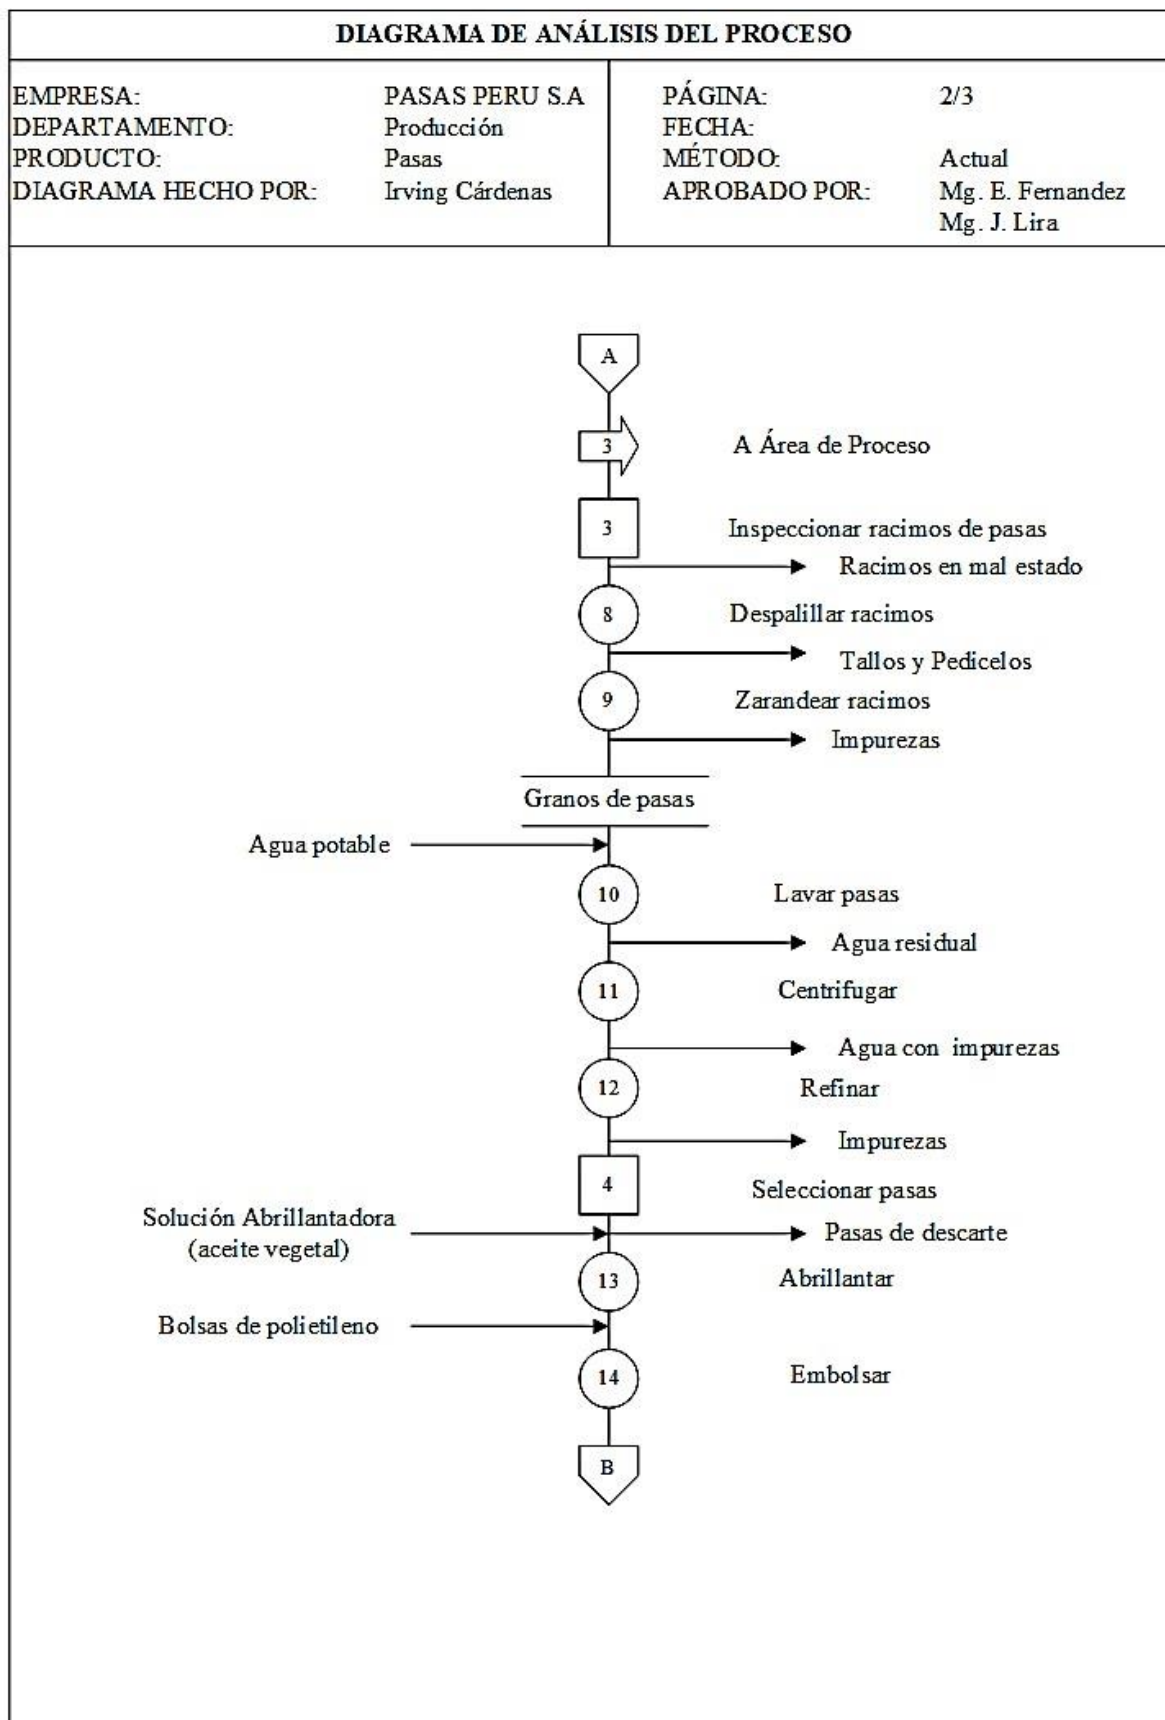 DIAGRAMA DE ANÁLISIS DEL PROCESO
EMPRESA: PASAS PERU S.A
DEPARTAMENTO: Producción
PRODUCTO: Pasas
DIAGRAMA HECHO POR: Irving Cárdenas
PÁGINA: 2/3
FECHA:
MÉTODO: Actual
APROBADO POR: Mg. E. Fernandez
Mg. J. Lira
A
3 A Área de Proceso
3 Inspeccionar racimos de pasas
Racimos en mal estado
8 Despalillar racimos
Tallos y Pedicelos
9 Zarandear racimos
Impurezas
Granos de pasas
Agua potable
10 Lavar pasas
Agua residual
11 Centrifugar
Agua con impurezas
12 Refinar
Impurezas
4 Seleccionar pasas
Solución Abrillantadora
(aceite vegetal)
Pasas de descarte
13 Abrillantar
Bolsas de polietileno
14 Embolsar
B